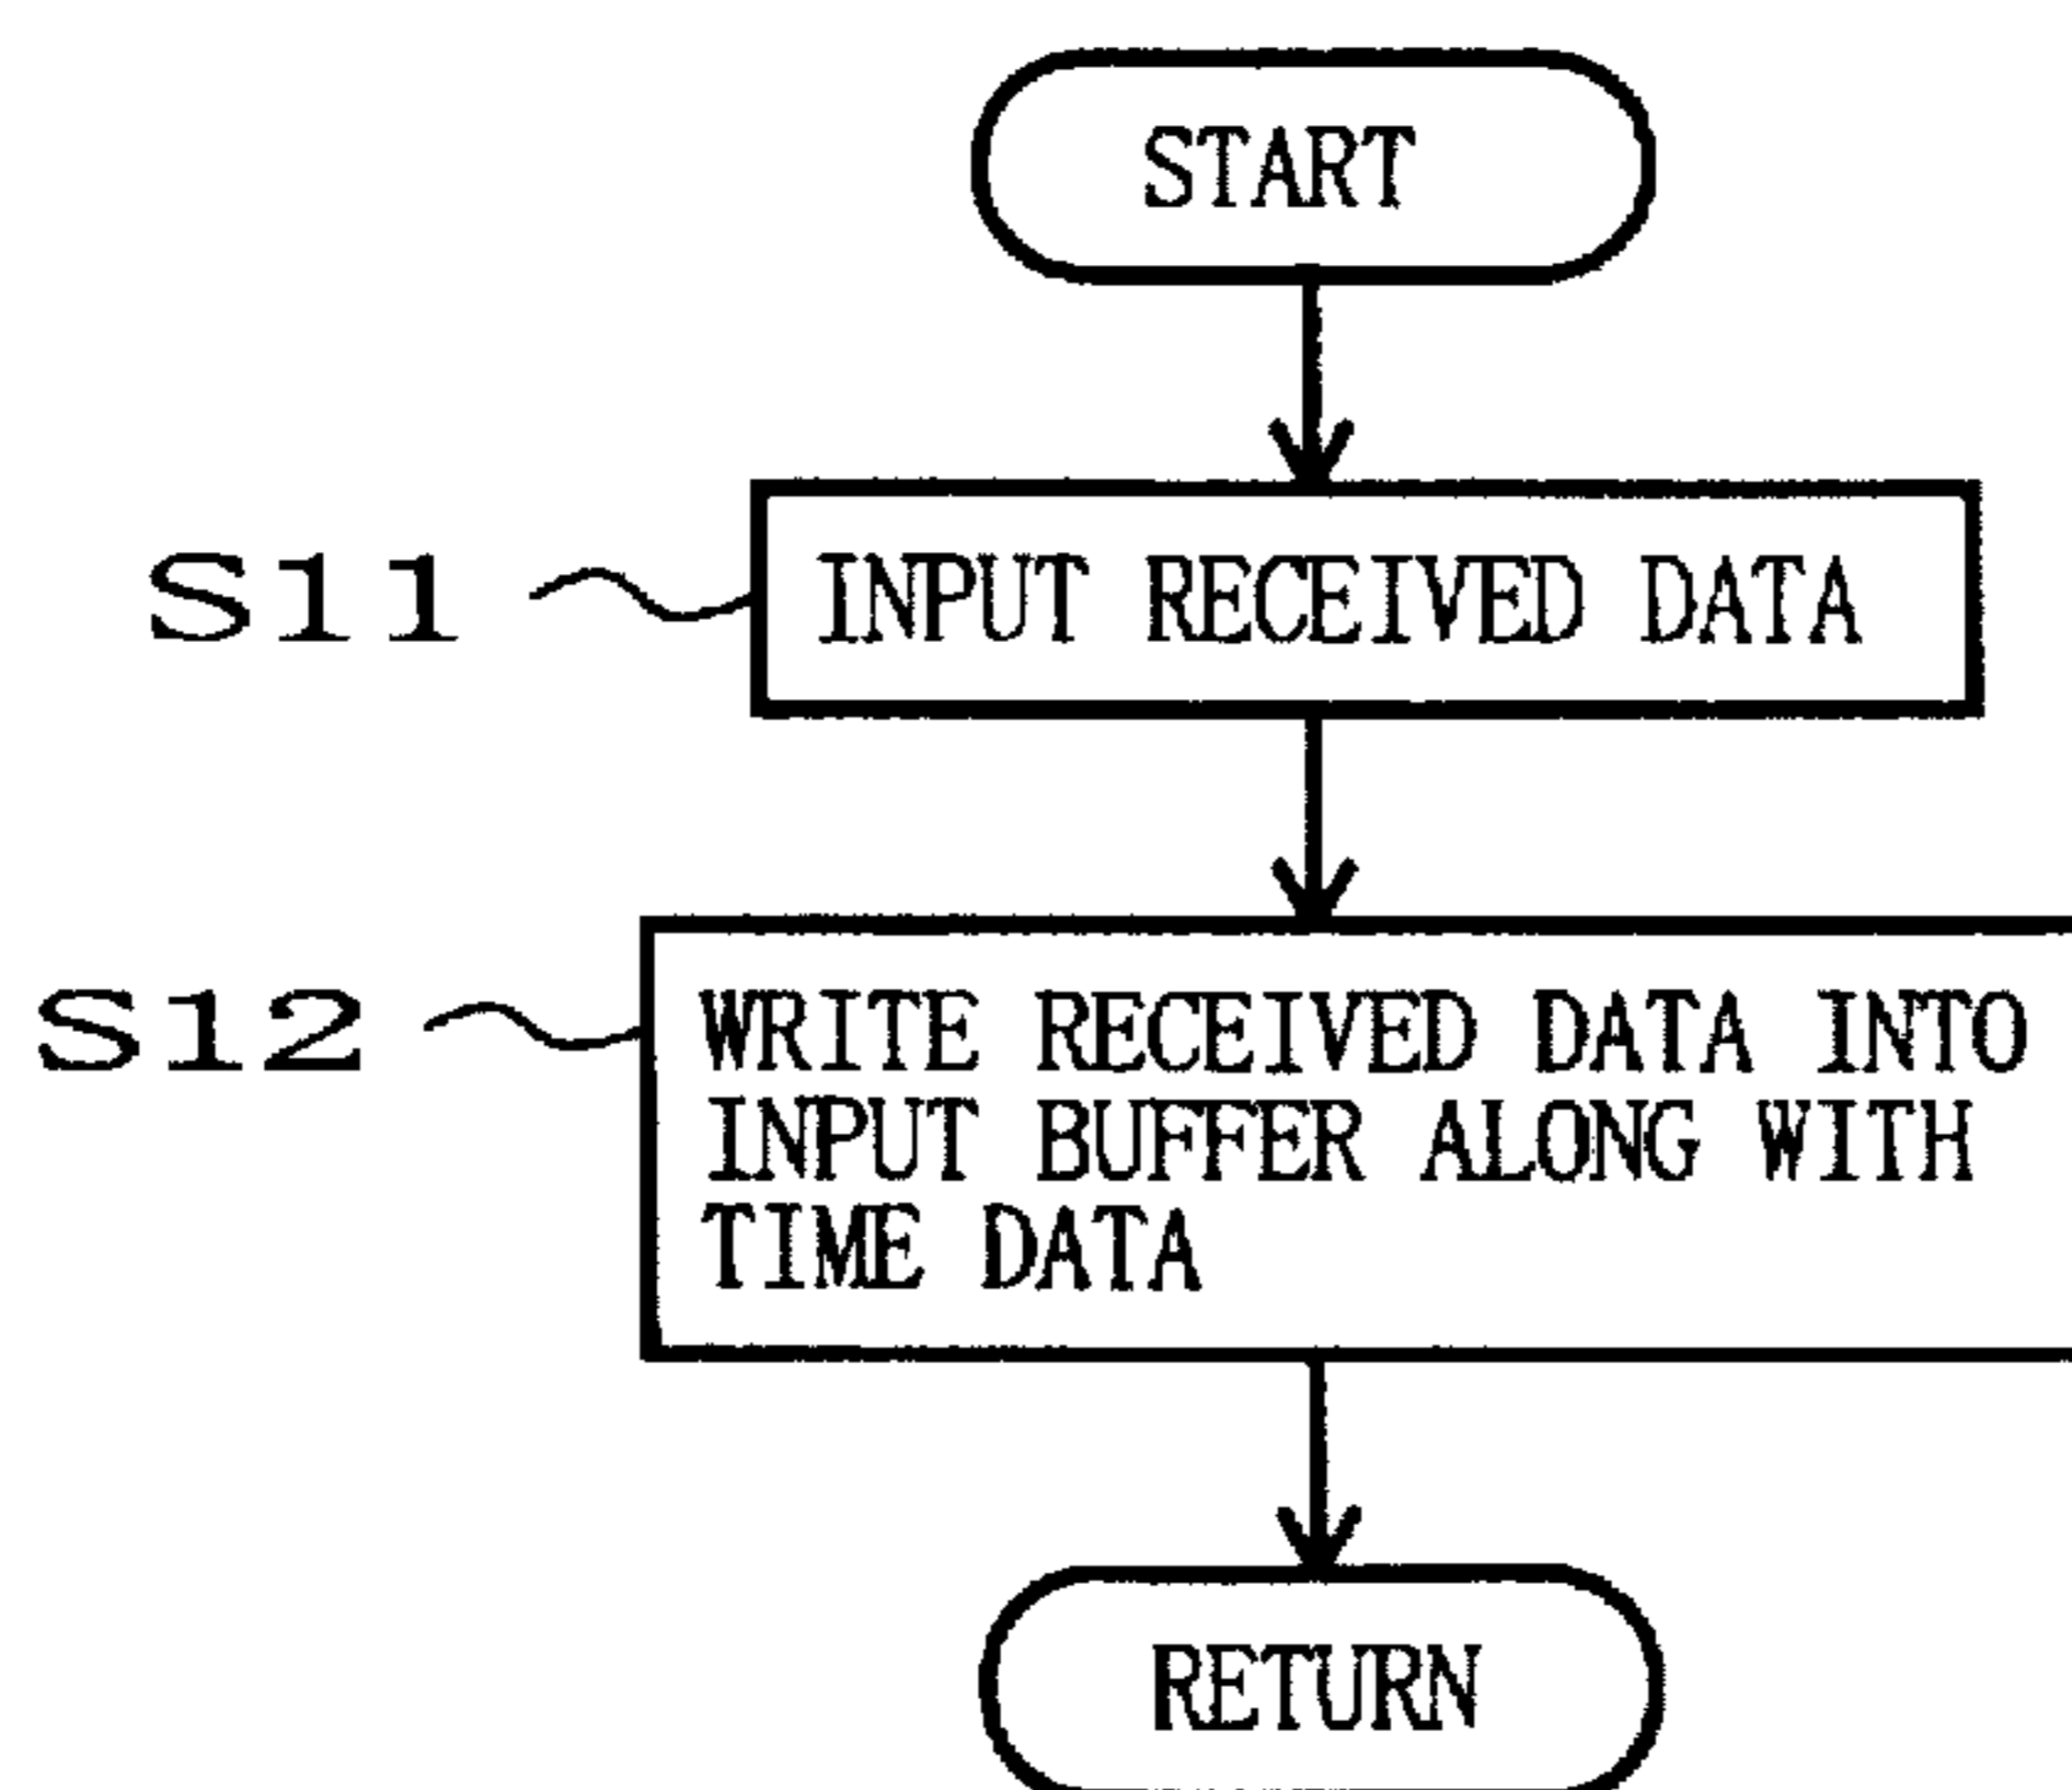 START
S11 INPUT RECEIVED DATA
S12 WRITE RECEIVED DATA INTO
INPUT BUFFER ALONG WITH
TIME DATA
RETURN